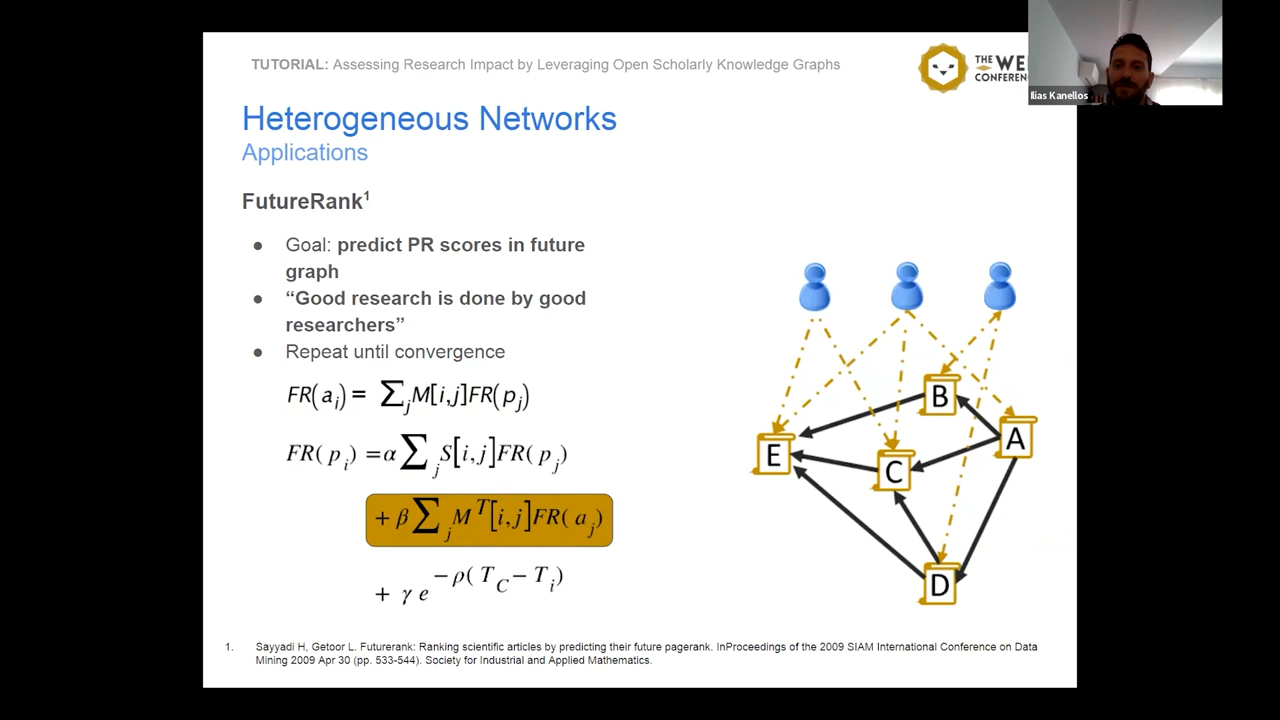 TUTORIAL: Assessing Research Impact by Leveraging Open Scholarly Knowledge Graphs
THE WE
CONFEREN
Ilias Kanellos
Heterogeneous Networks
Applications
FutureRank1
● Goal: predict PR scores in future
graph
● “Good research is done by good
researchers”
● Repeat until convergence
FR(ai) = ∑j M[i,j]FR(pj)
FR(pi) = α ∑j S[i,j]FR(pj)
+ β ∑j M^T[i,j]FR(aj)
+ γ e^−ρ(TC − Ti)
B
A
E
C
D
1. Sayyadi H, Getoor L. Futurerank: Ranking scientific articles by predicting their future pagerank. InProceedings of the 2009 SIAM International Conference on Data
Mining 2009 Apr 30 (pp. 533-544). Society for Industrial and Applied Mathematics.